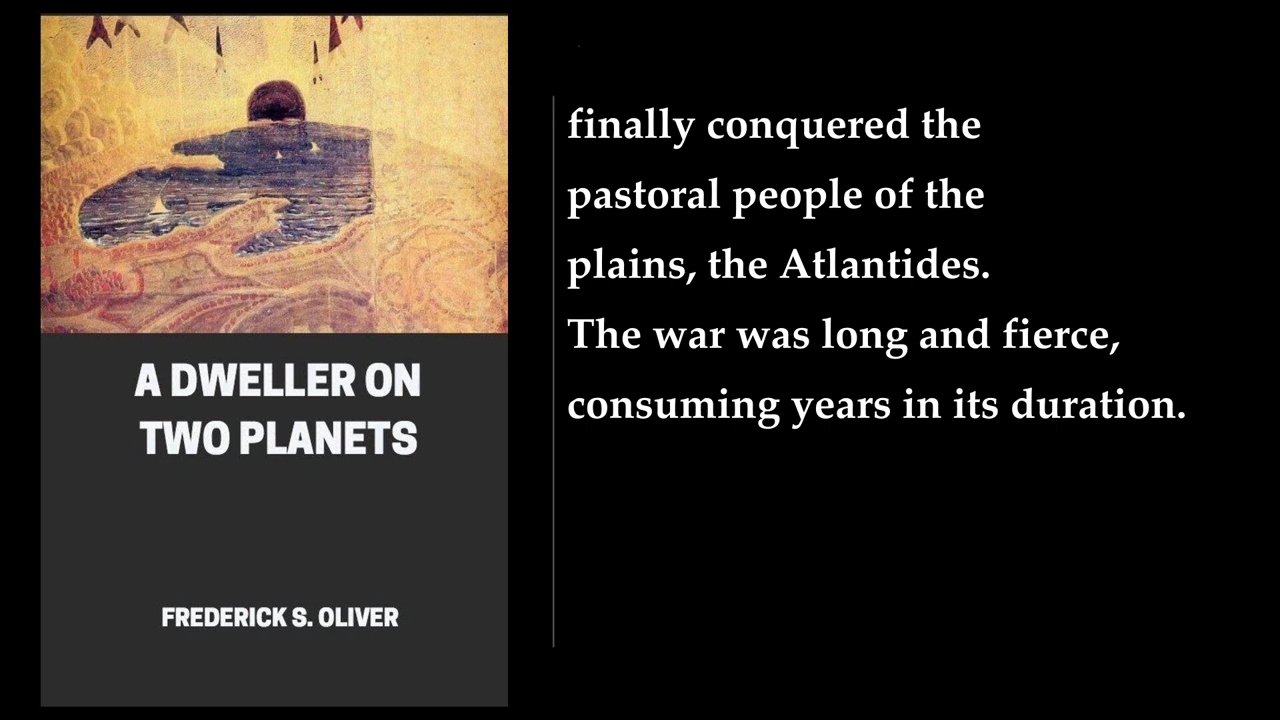 A DWELLER ON
TWO PLANETS
FREDERICK S. OLIVER
finally conquered the
pastoral people of the
plains, the Atlantides.
The war was long and fierce,
consuming years in its duration.